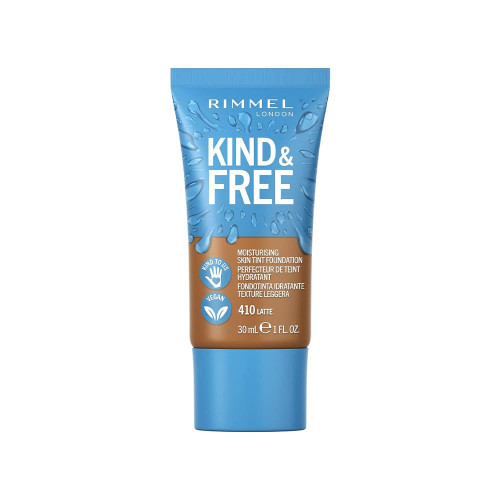 RIMMEL
LONDON
KIND &
FREE
MOISTURISING
SKIN TINT FOUNDATION
PERFECTEUR DE TEINT
HYDRATANT
FONDOTINTA IDRATANTE
TEXTURE LEGGERA
KIND TO US
VEGAN
410 LATTE
30 mL e 1 FL. OZ.